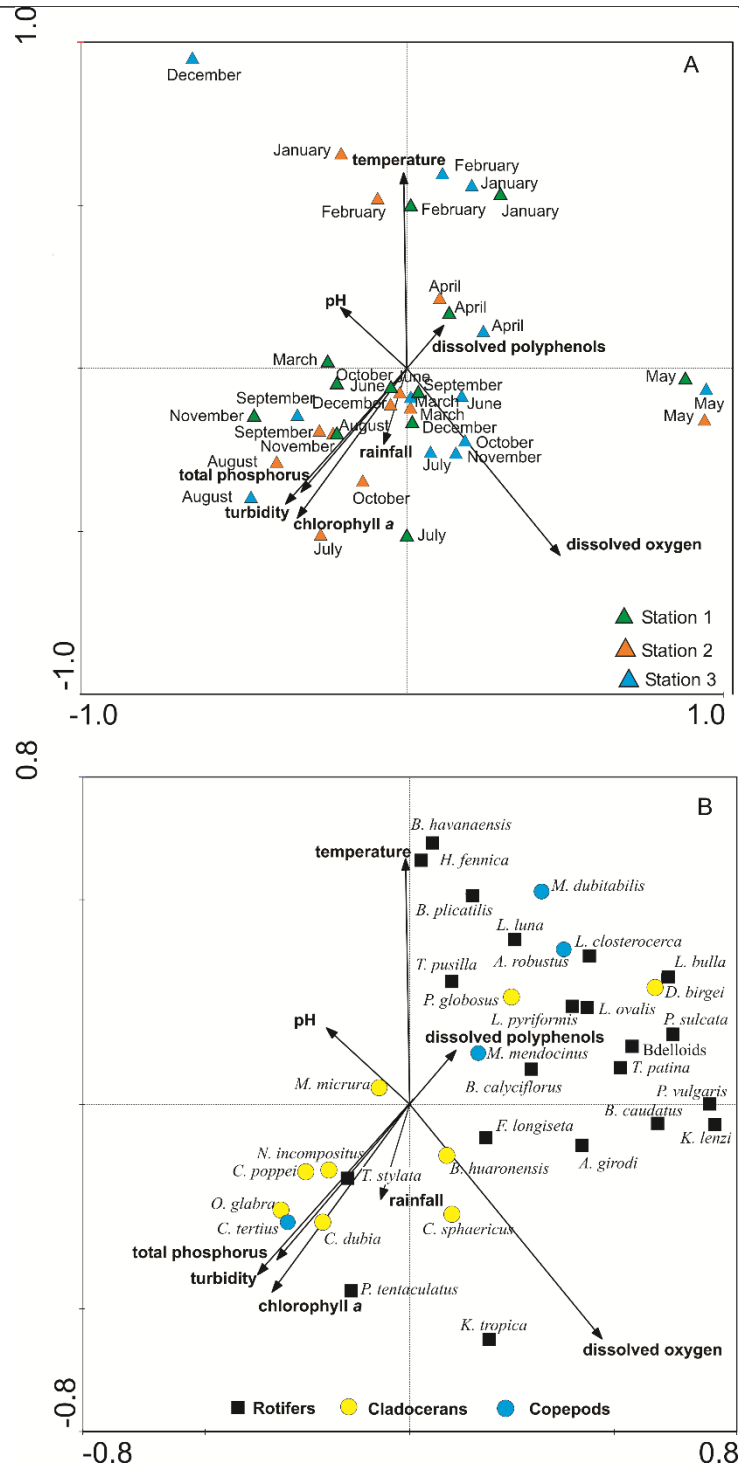 1.0
A
December
January
temperature
February
January
February
February
January
April
pH
April
April
dissolved polyphenols
March
October
June
June
September
May
September
December
March
June
May
November
May
September
August
December
November
rainfall
October
August
July
November
total phosphorus
August
October
turbidity
chlorophyll a
July
July
dissolved oxygen
Station 1
Station 2
Station 3
-1.0
-1.0
1.0
0.8
B
B. havanaensis
temperature
H. fennica
M. dubitabilis
B. plicatilis
L. luna
L. closterocerca
A. robustus
T. pusilla
L. bulla
P. globosus
D. birgei
L. pyriformis
L. ovalis
pH
P. sulcata
dissolved polyphenols
M. mendocinus
Bdelloids
T. patina
M. micrura
B. calyciflorus
P. vulgaris
B. caudatus
F. longiseta
K. lenzi
N. incompositus
A. girodi
C. poppei
T. stylata
B. huaronensis
rainfall
O. glabra
C. tertius
C. dubia
C. sphaericus
total phosphorus
turbidity
chlorophyll a
P. tentaculatus
K. tropica
dissolved oxygen
Rotifers
Cladocerans
Copepods
-0.8
-0.8
0.8